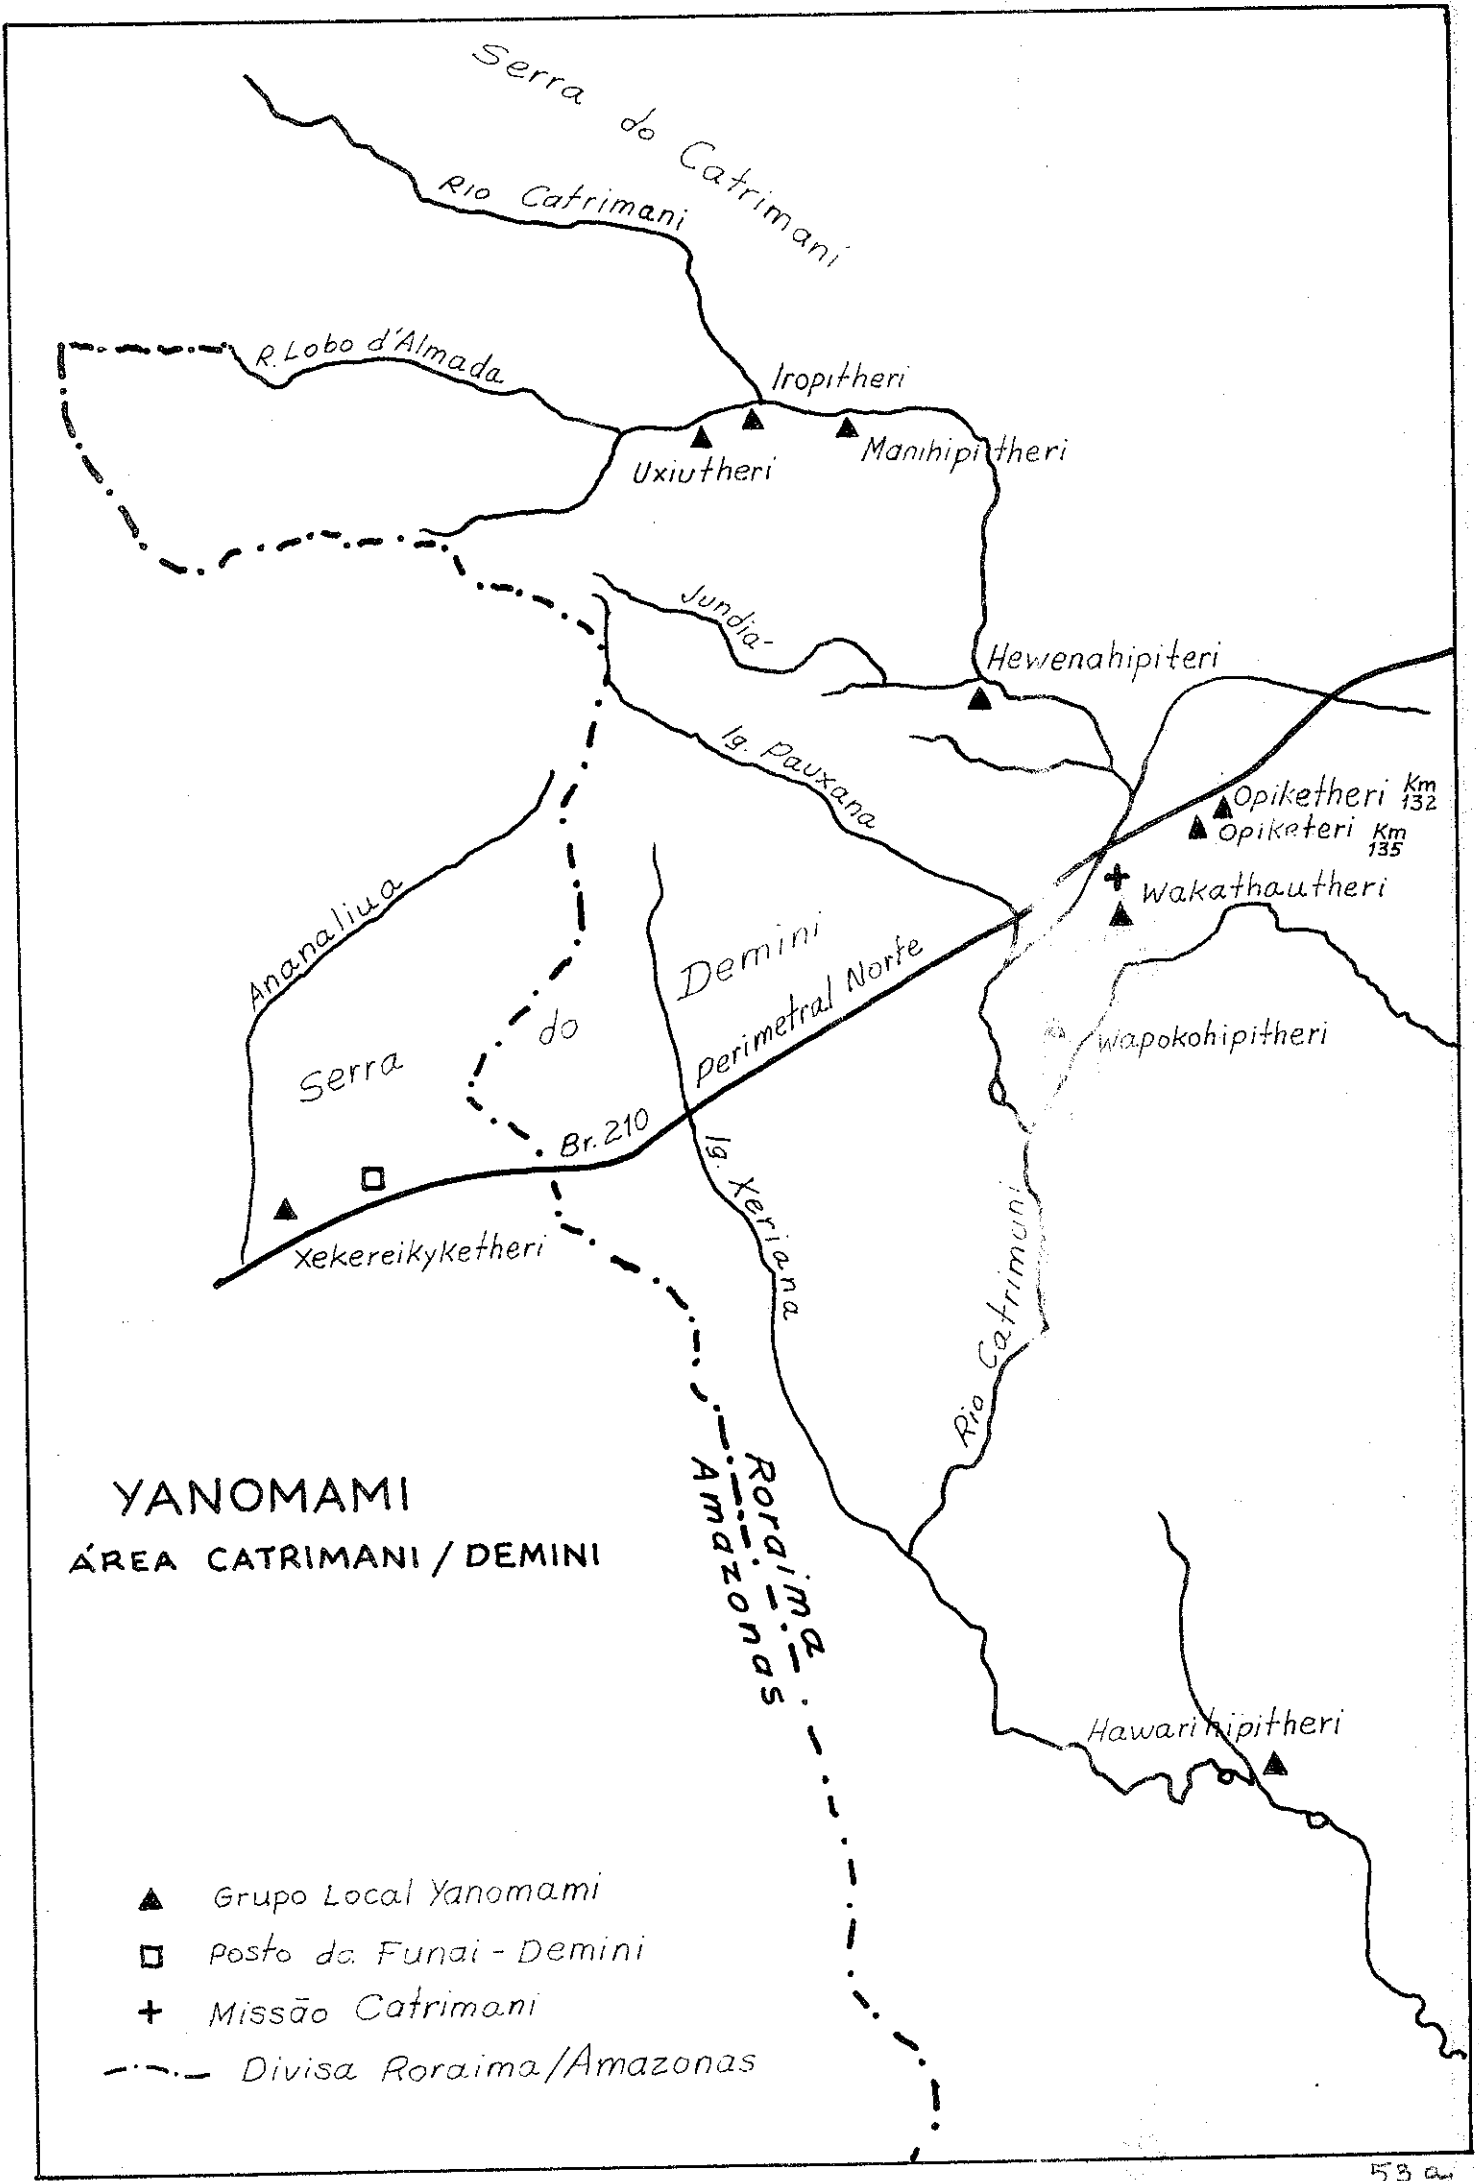 Serra do Catrimani
Rio Catrimani
R. Lobo d'Almada
Iropitheri
Manihipitheri
Uxiutheri
Jundiá
Hewenahipiteri
Ig. Pauxana
Opiketheri Km 132
Opiketeri Km 135
Wakathautheri
Ananaliua
Serra do Demini
Perimetral Norte
Wapokohipitheri
Br. 210
Ig. Xeriana
Xekereikyketheri
Rio Catrimani
Roraima
Amazonas
YANOMAMI
ÁREA CATRIMANI / DEMINI
Hawarihipitheri
Grupo Local Yanomami
Posto da Funai - Demini
Missão Catrimani
Divisa Roraima/Amazonas
53 a.